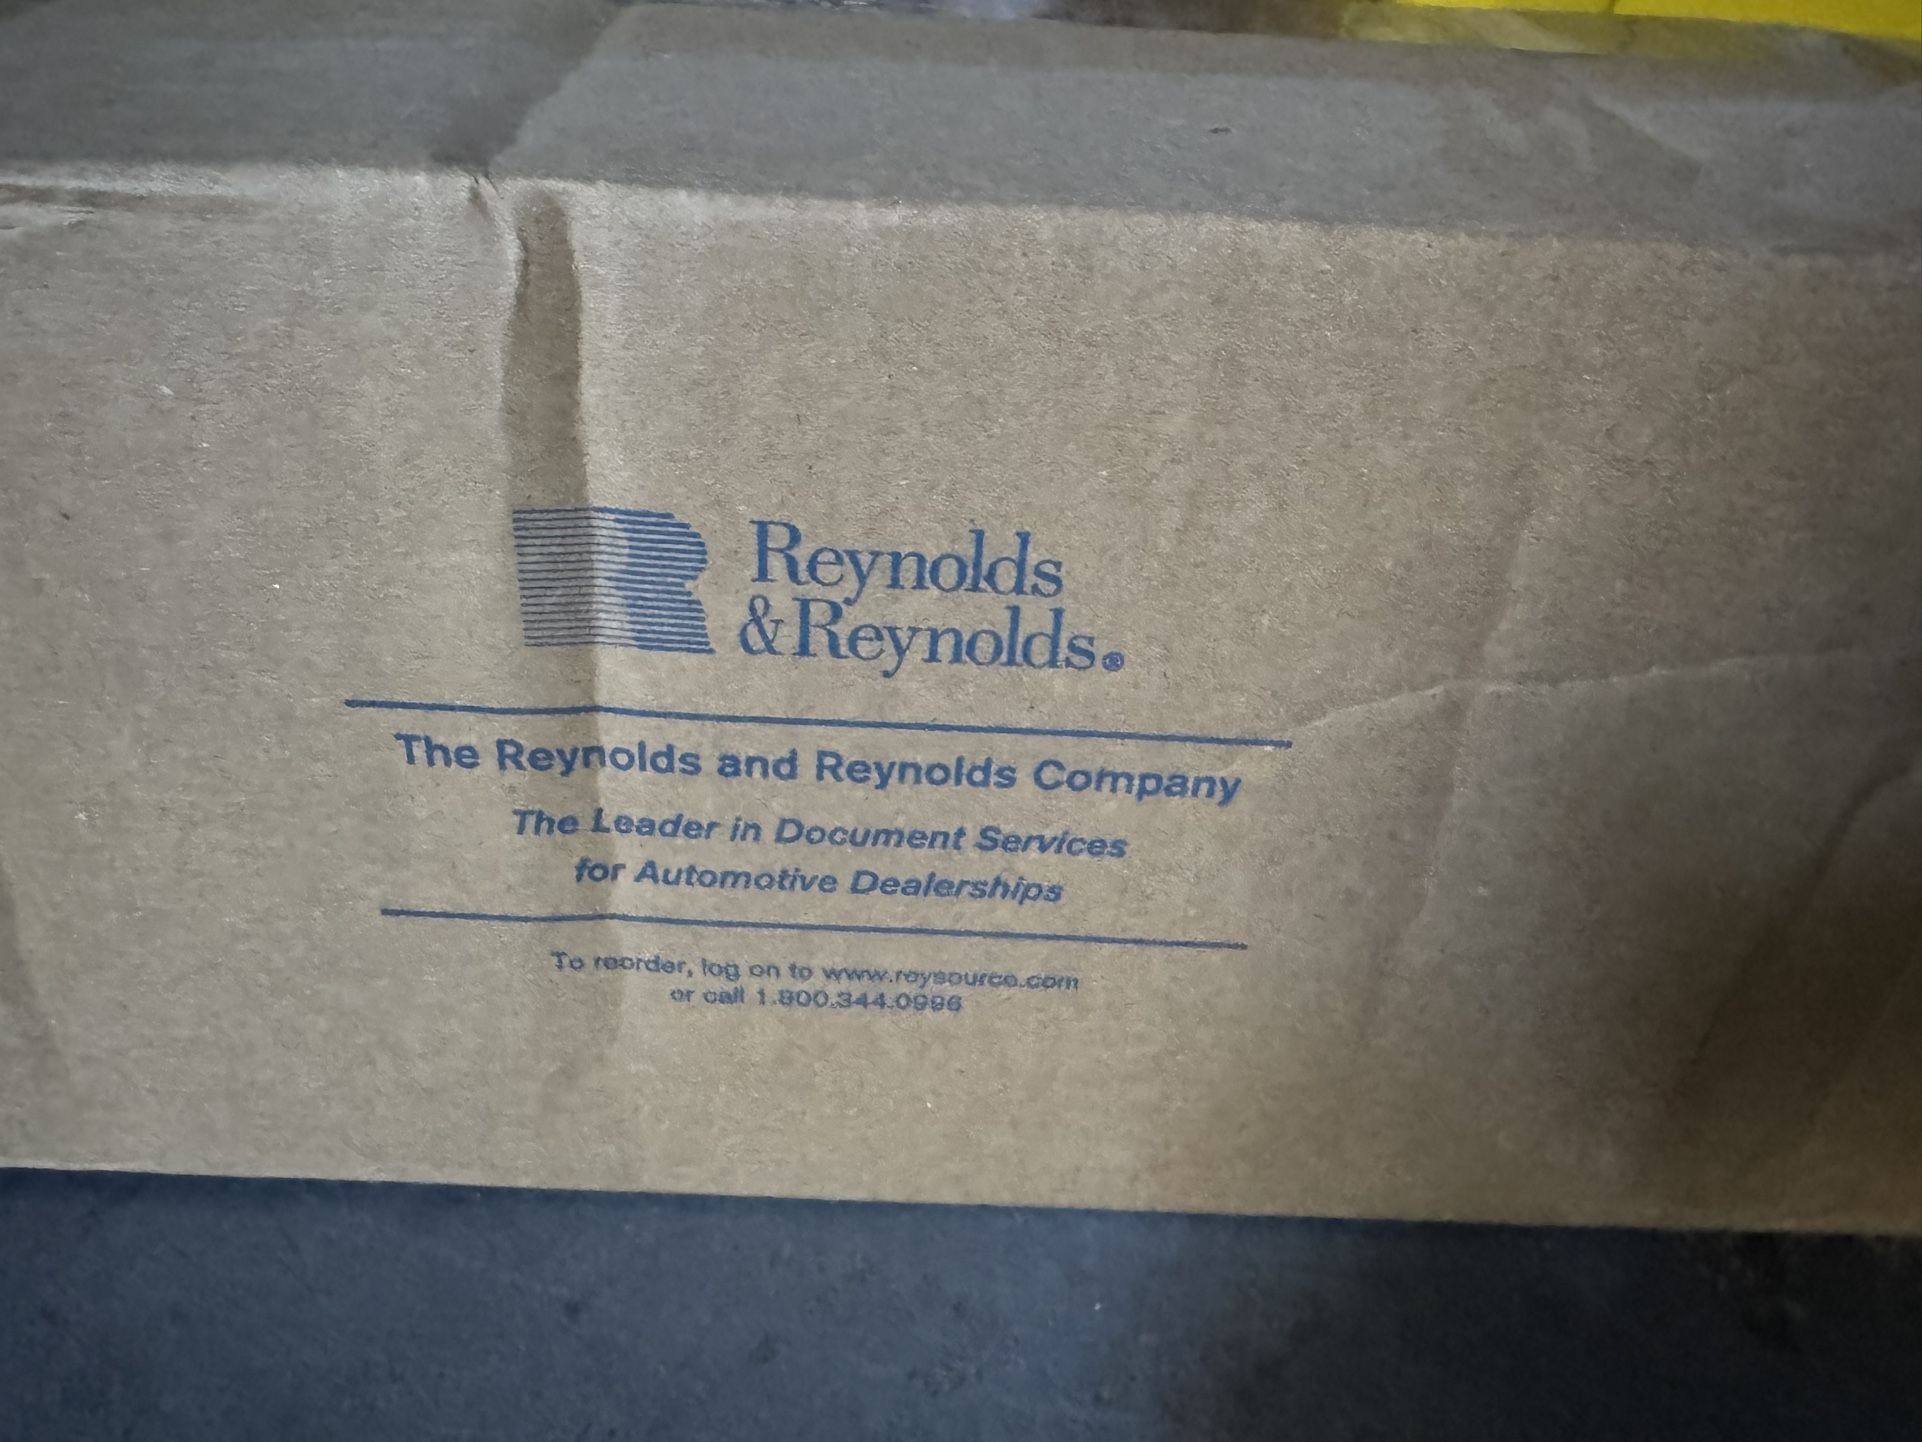 Reynolds
&Reynolds®
The Reynolds and Reynolds Company
The Leader in Document Services
for Automotive Dealerships
To reorder, log on to www.reysource.com
or call 1.800.344.0996